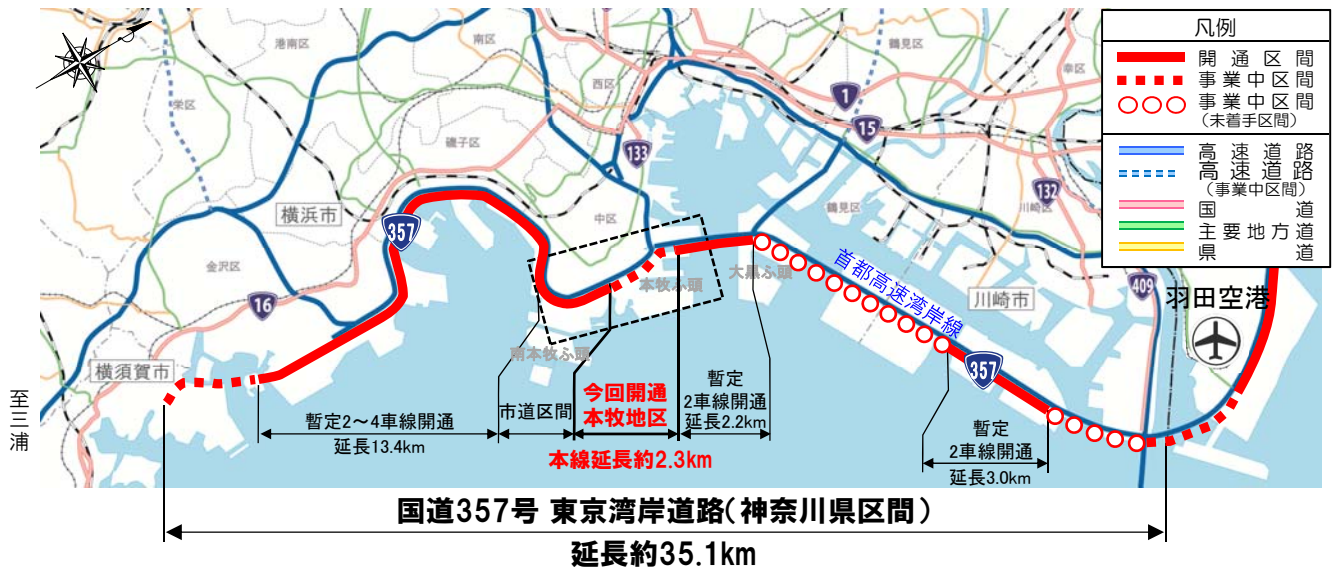 凡例
開通区間
事業中区間
事業中区間
(未着手区間)
高速道路
高速道路
(事業中区間)
国道
主要地方道
県道
港南区
南区
西区
鶴見区
幸区
栄区
磯子区
中区
鶴見区
川崎区
金沢区
1
15
133
132
409
16
357
357
横浜市
川崎市
横須賀市
羽田空港
首都高速湾岸線
大黒ふ頭
本牧ふ頭
南本牧ふ頭
至三浦
暫定2～4車線開通
延長13.4km
市道区間
今回開通
本牧地区
本線延長約2.3km
暫定
2車線開通
延長2.2km
暫定
2車線開通
延長3.0km
国道357号 東京湾岸道路(神奈川県区間)
延長約35.1km